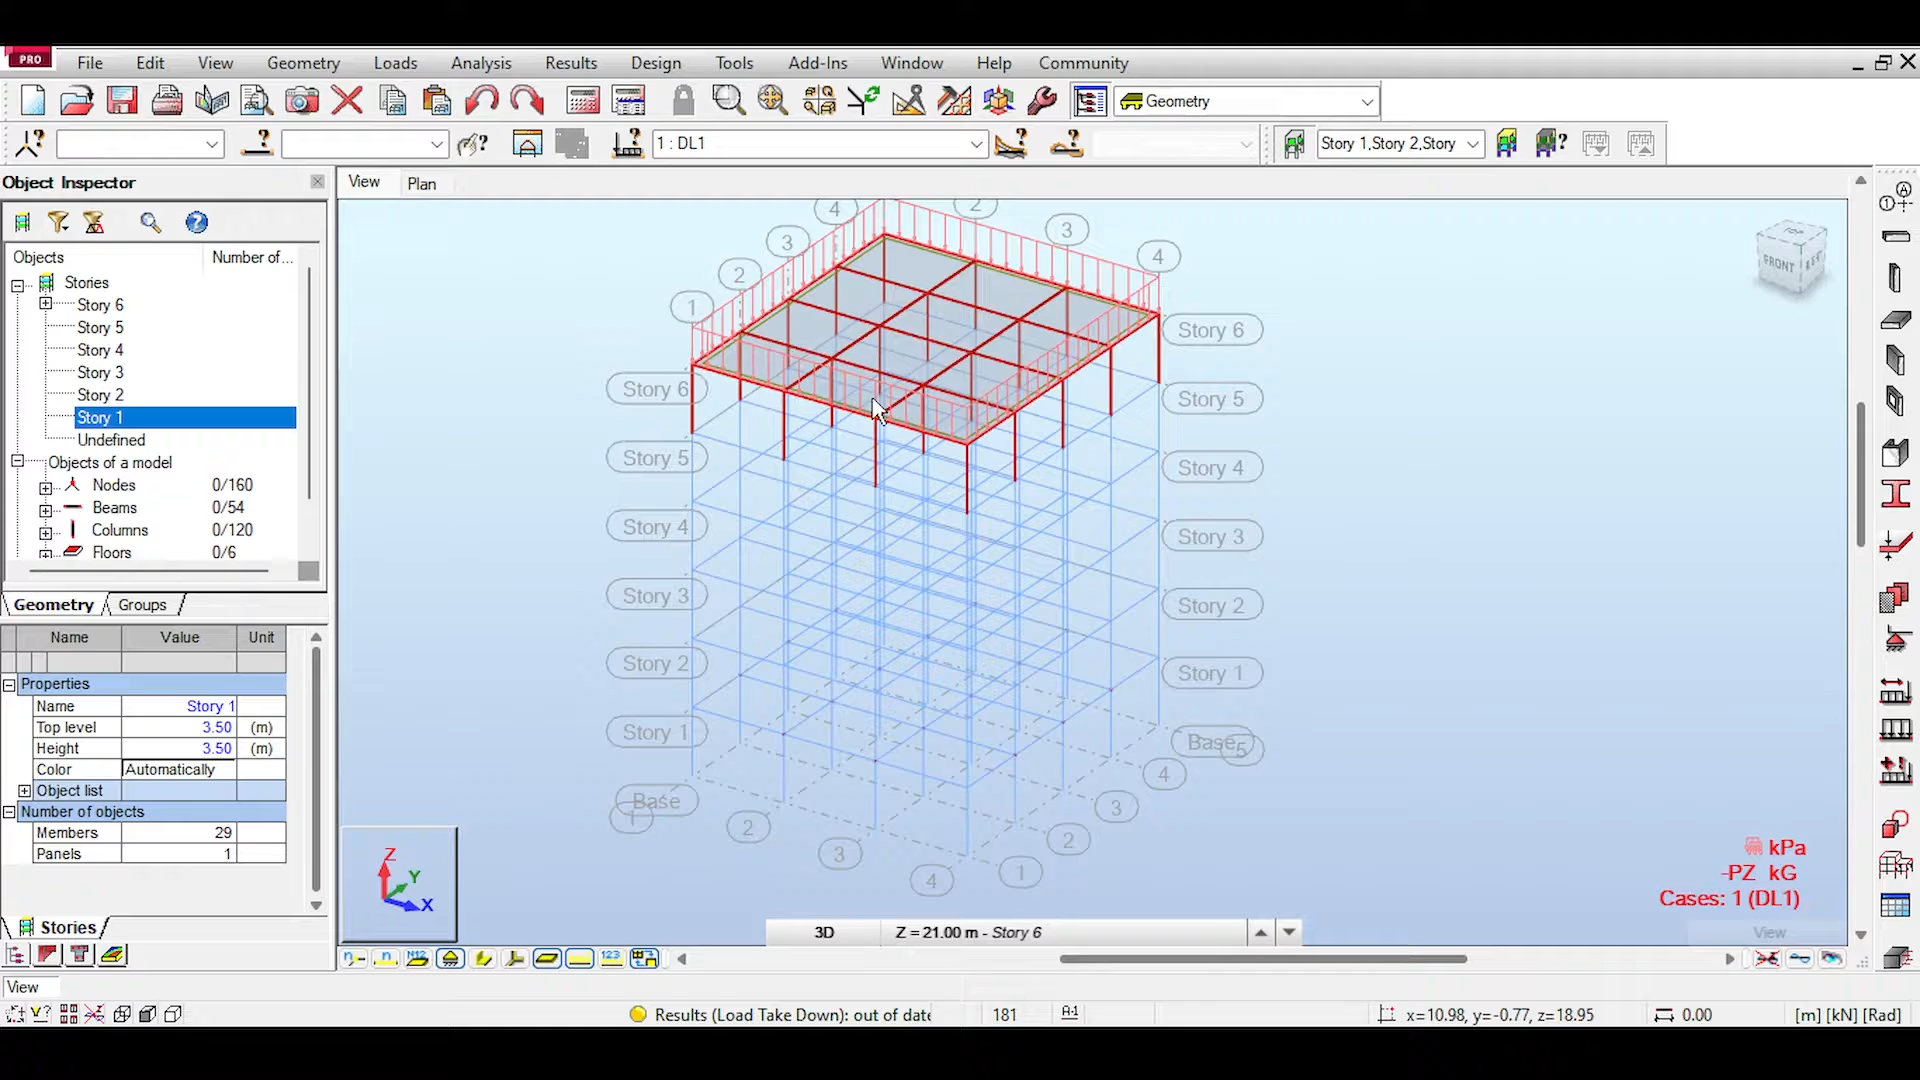 PRO File Edit View Geometry Loads Analysis Results Design Tools Add-Ins Window Help Community
Geometry
1 : DL1
Story 1,Story 2,Story
Object Inspector
View
Plan
Objects
Number of...
Stories
Story 6
Story 5
Story 4
Story 3
Story 2
Story 1
Undefined
Objects of a model
Nodes 0/160
Beams 0/54
Columns 0/120
Floors 0/6
Geometry Groups
Name Value Unit
Properties
Name Story 1
Top level 3.50 (m)
Height 3.50 (m)
Color Automatically
Object list
Number of objects
Members 29
Panels 1
Stories
4
2
3
3
4
2
1
TOP
FRONT
Story 6
Story 6
Story 5
Story 5
Story 4
Story 4
Story 3
Story 3
Story 2
Story 2
Story 1
Story 1
Base
5
4
Base
1
3
2
2
3
1
4
Z
Y
X
kPa
-PZ kG
Cases: 1 (DL1)
3D
Z = 21.00 m - Story 6
View
View
Results (Load Take Down): out of date
181
x=10.98, y=-0.77, z=18.95
0.00
[m] [kN] [Rad]